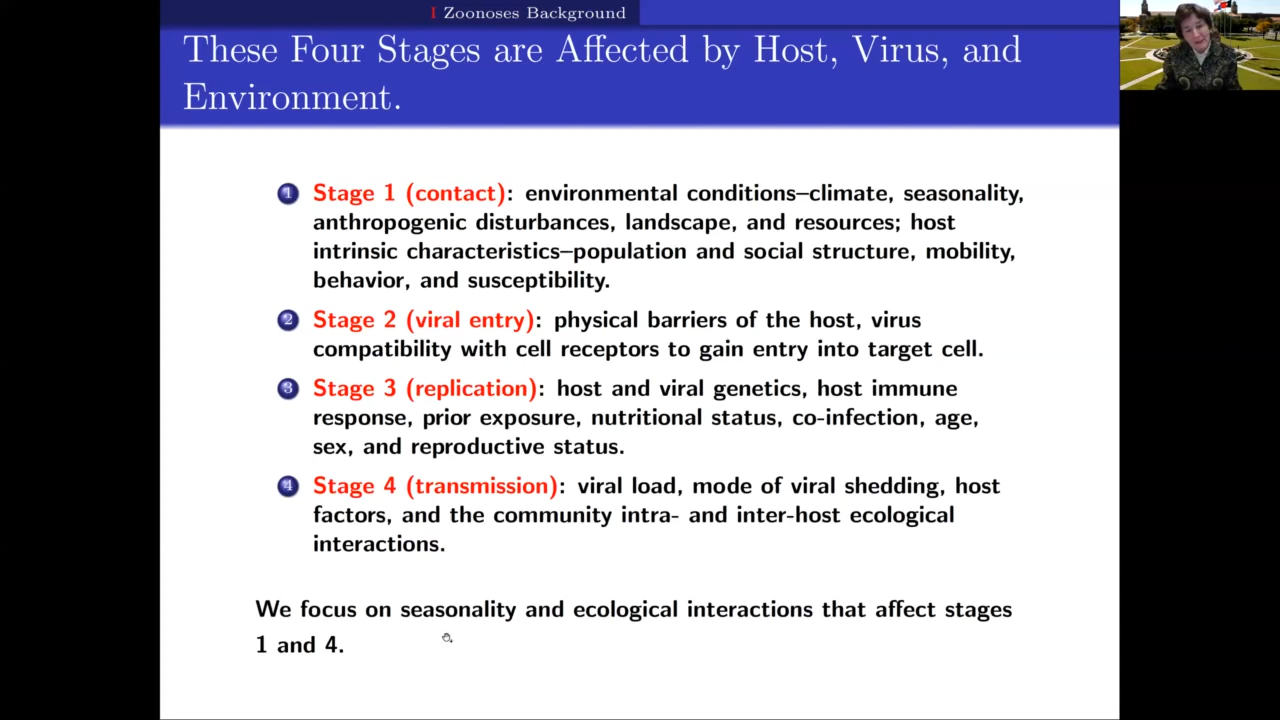 I Zoonoses Background
These Four Stages are Affected by Host, Virus, and
Environment.
1 Stage 1 (contact): environmental conditions–climate, seasonality,
anthropogenic disturbances, landscape, and resources; host
intrinsic characteristics–population and social structure, mobility,
behavior, and susceptibility.
2 Stage 2 (viral entry): physical barriers of the host, virus
compatibility with cell receptors to gain entry into target cell.
3 Stage 3 (replication): host and viral genetics, host immune
response, prior exposure, nutritional status, co-infection, age,
sex, and reproductive status.
4 Stage 4 (transmission): viral load, mode of viral shedding, host
factors, and the community intra- and inter-host ecological
interactions.
We focus on seasonality and ecological interactions that affect stages
1 and 4.